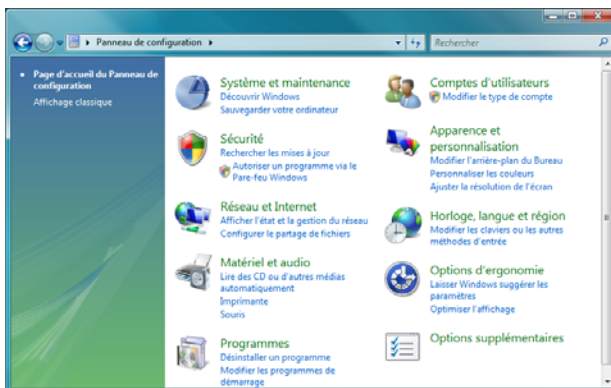 Panneau de configuration
Rechercher
Page d'accueil du Panneau de
configuration
Affichage classique
Système et maintenance
Découvrir Windows
Sauvegarder votre ordinateur
Sécurité
Rechercher les mises à jour
Autoriser un programme via le
Pare-feu Windows
Réseau et Internet
Afficher l'état et la gestion du réseau
Configurer le partage de fichiers
Matériel et audio
Lire des CD ou d'autres médias
automatiquement
Imprimante
Souris
Programmes
Désinstaller un programme
Modifier les programmes de
démarrage
Comptes d'utilisateurs
Modifier le type de compte
Apparence et
personnalisation
Modifier l'arrière-plan du Bureau
Personnaliser les couleurs
Ajuster la résolution de l'écran
Horloge, langue et région
Modifier les claviers ou les autres
méthodes d'entrée
Options d'ergonomie
Laisser Windows suggérer les
paramètres
Optimiser l'affichage
Options supplémentaires